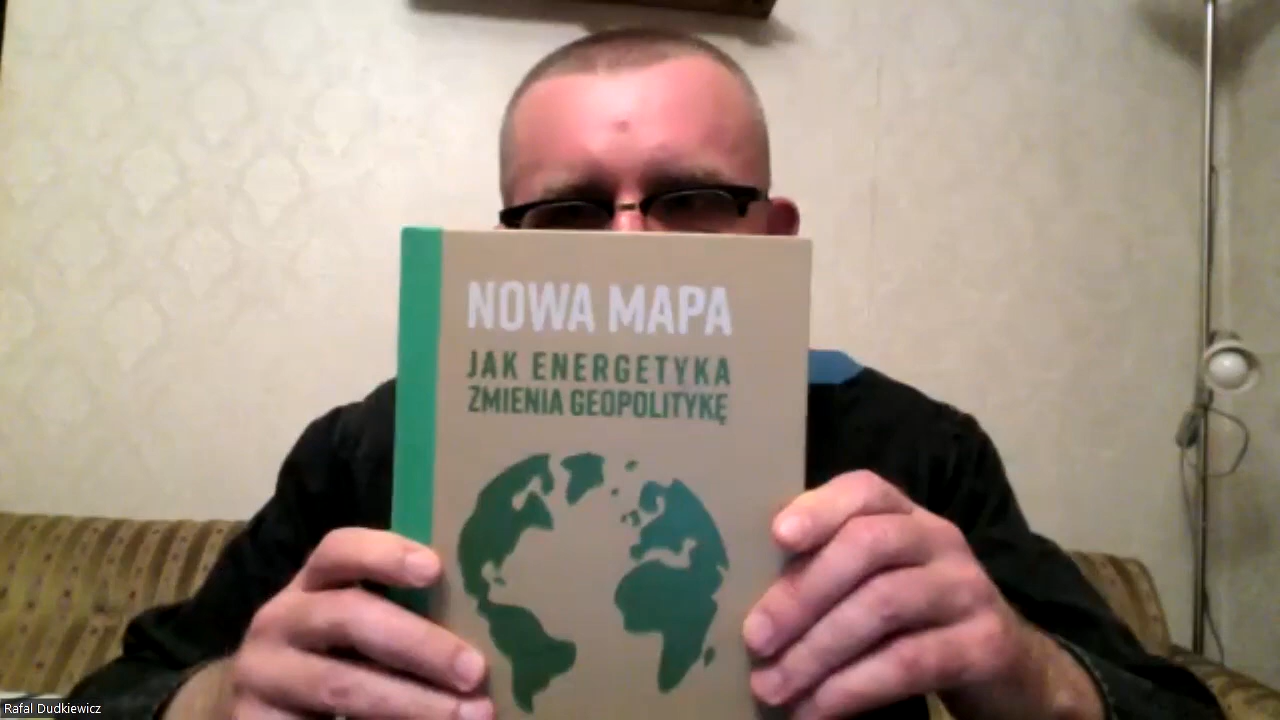 NOWA MAPA
JAK ENERGETYKA
ZMIENIA GEOPOLITYKĘ
Rafal Dudkiewicz